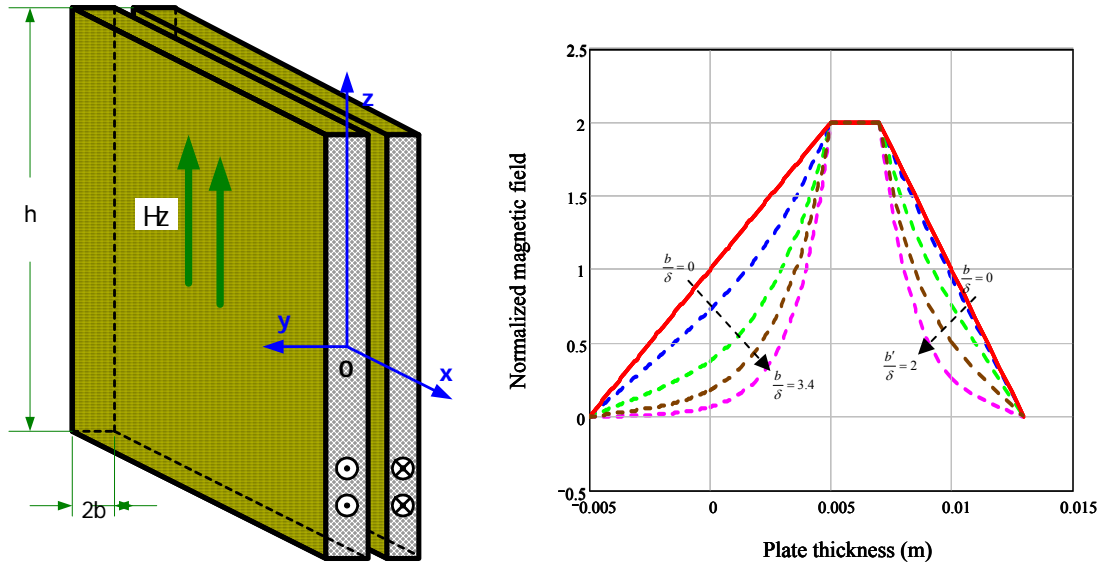 h
Hz
z
y
0
x
2b
Normalized magnetic field
2.5
2
1.5
1
0.5
0
−0.5
−0.005
0
0.005
0.01
0.015
b/δ=0
b/δ=3.4
b/δ=0
b′/δ=2
Plate thickness (m)